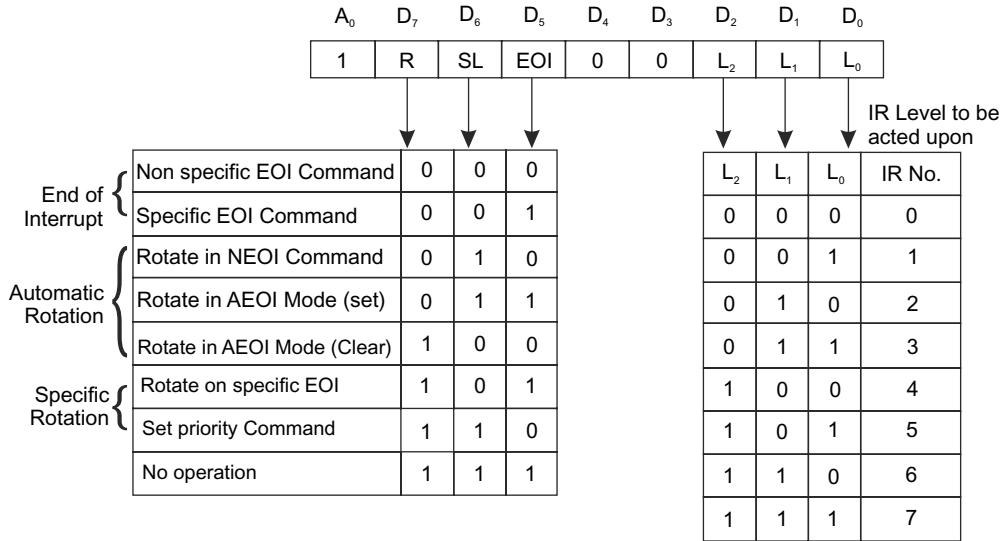 A₀ D₇ D₆ D₅ D₄ D₃ D₂ D₁ D₀
1 R SL EOI 0 0 L₂ L₁ L₀
IR Level to be
acted upon
End of
Interrupt
Non specific EOI Command 0 0 0
Specific EOI Command 0 0 1
Automatic
Rotation
Rotate in NEOI Command 0 1 0
Rotate in AEOI Mode (set) 0 1 1
Rotate in AEOI Mode (Clear) 1 0 0
Specific
Rotation
Rotate on specific EOI 1 0 1
Set priority Command 1 1 0
No operation 1 1 1
L₂ L₁ L₀ IR No.
0 0 0 0
0 0 1 1
0 1 0 2
0 1 1 3
1 0 0 4
1 0 1 5
1 1 0 6
1 1 1 7